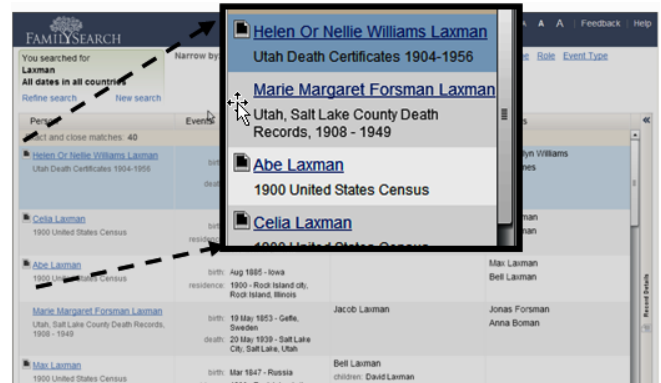 FAMILYSEARCH
A A | Feedback | Help
You searched for
Laxman
All dates in all countries
Refine search New search
Narrow by:
Role Event Type
Helen Or Nellie Williams Laxman
Utah Death Certificates 1904-1956
Marie Margaret Forsman Laxman
Utah, Salt Lake County Death
Records, 1908 - 1949
Abe Laxman
1900 United States Census
Celia Laxman
1900 United States Census
Events
Exact and close matches: 40
Helen Or Nellie Williams Laxman
Utah Death Certificates 1904-1956
Williams
Celia Laxman
1900 United States Census
Abe Laxman
1900 United States Census
birth: Aug 1885 - Iowa
residence: 1900 - Rock Island city,
Rock Island, Illinois
Max Laxman
Bell Laxman
Marie Margaret Forsman Laxman
Utah, Salt Lake County Death Records,
1908 - 1949
birth: 19 May 1853 - Gefle,
Sweden
death: 20 May 1939 - Salt Lake
City, Salt Lake, Utah
Jacob Laxman
Jonas Forsman
Anna Boman
Max Laxman
1900 United States Census
birth: Mar 1847 - Russia
Bell Laxman
children: David Laxman
Record Details